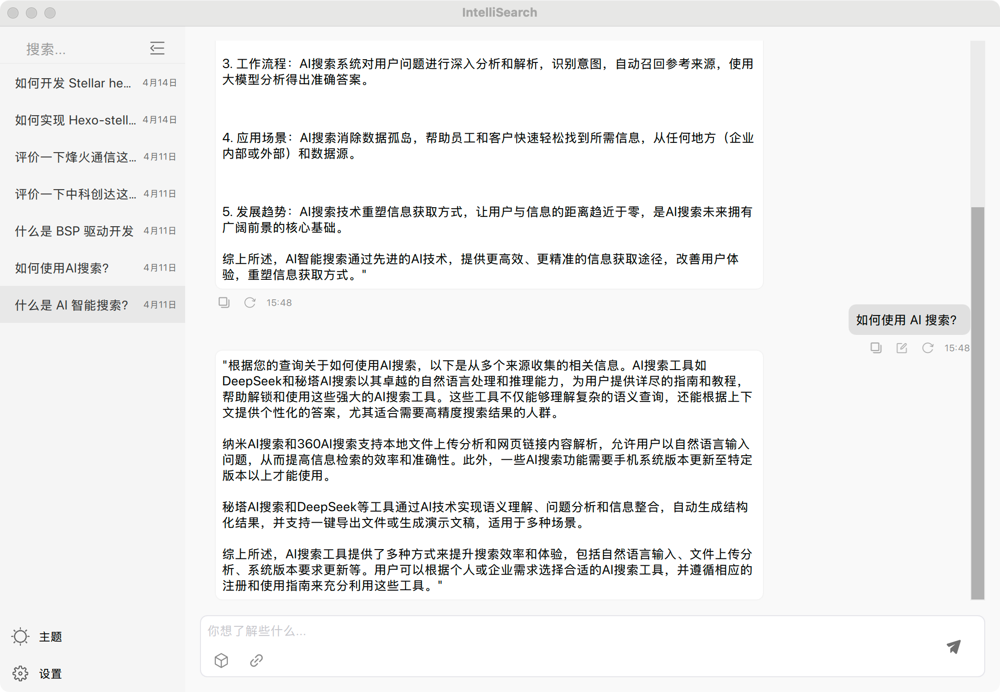 IntelliSearch
搜索...
如何开发 Stellar he... 4月14日
如何实现 Hexo-stell... 4月14日
评价一下烽火通信这... 4月11日
评价一下中科创达这... 4月11日
什么是 BSP 驱动开发 4月11日
如何使用AI搜索? 4月11日
什么是 AI 智能搜索? 4月11日
主题
设置
3. 工作流程：AI搜索系统对用户问题进行深入分析和解析，识别意图，自动召回参考来源，使用
大模型分析得出准确答案。
4. 应用场景：AI搜索消除数据孤岛，帮助员工和客户快速轻松找到所需信息，从任何地方（企业
内部或外部）和数据源。
5. 发展趋势：AI搜索技术重塑信息获取方式，让用户与信息的距离趋近于零，是AI搜索未来拥有
广阔前景的核心基础。
综上所述，AI智能搜索通过先进的AI技术，提供更高效、更精准的信息获取途径，改善用户体
验，重塑信息获取方式。"
15:48
如何使用 AI 搜索?
15:48
"根据您的查询关于如何使用AI搜索，以下是从多个来源收集的相关信息。AI搜索工具如
DeepSeek和秘塔AI搜索以其卓越的自然语言处理和推理能力，为用户提供详尽的指南和教程，
帮助解锁和使用这些强大的AI搜索工具。这些工具不仅能够理解复杂的语义查询，还能根据上下
文提供个性化的答案，尤其适合需要高精度搜索结果的人群。
纳米AI搜索和360AI搜索支持本地文件上传分析和网页链接内容解析，允许用户以自然语言输入
问题，从而提高信息检索的效率和准确性。此外，一些AI搜索功能需要手机系统版本更新至特定
版本以上才能使用。
秘塔AI搜索和DeepSeek等工具通过AI技术实现语义理解、问题分析和信息整合，自动生成结构
化结果，并支持一键导出文件或生成演示文稿，适用于多种场景。
综上所述，AI搜索工具提供了多种方式来提升搜索效率和体验，包括自然语言输入、文件上传分
析、系统版本要求更新等。用户可以根据个人或企业需求选择合适的AI搜索工具，并遵循相应的
注册和使用指南来充分利用这些工具。"
你想了解些什么...